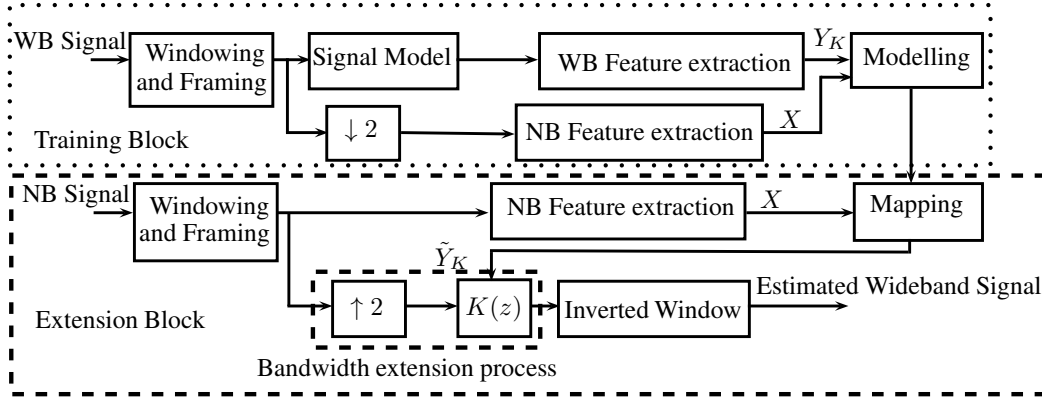 WB Signal
Windowing
and Framing
Signal Model
WB Feature extraction
Y_K
Modelling
↓ 2
NB Feature extraction
X
Training Block
NB Signal
Windowing
and Framing
NB Feature extraction
X
Mapping
Ỹ_K
↑ 2
K(z)
Inverted Window
Estimated Wideband Signal
Extension Block
Bandwidth extension process